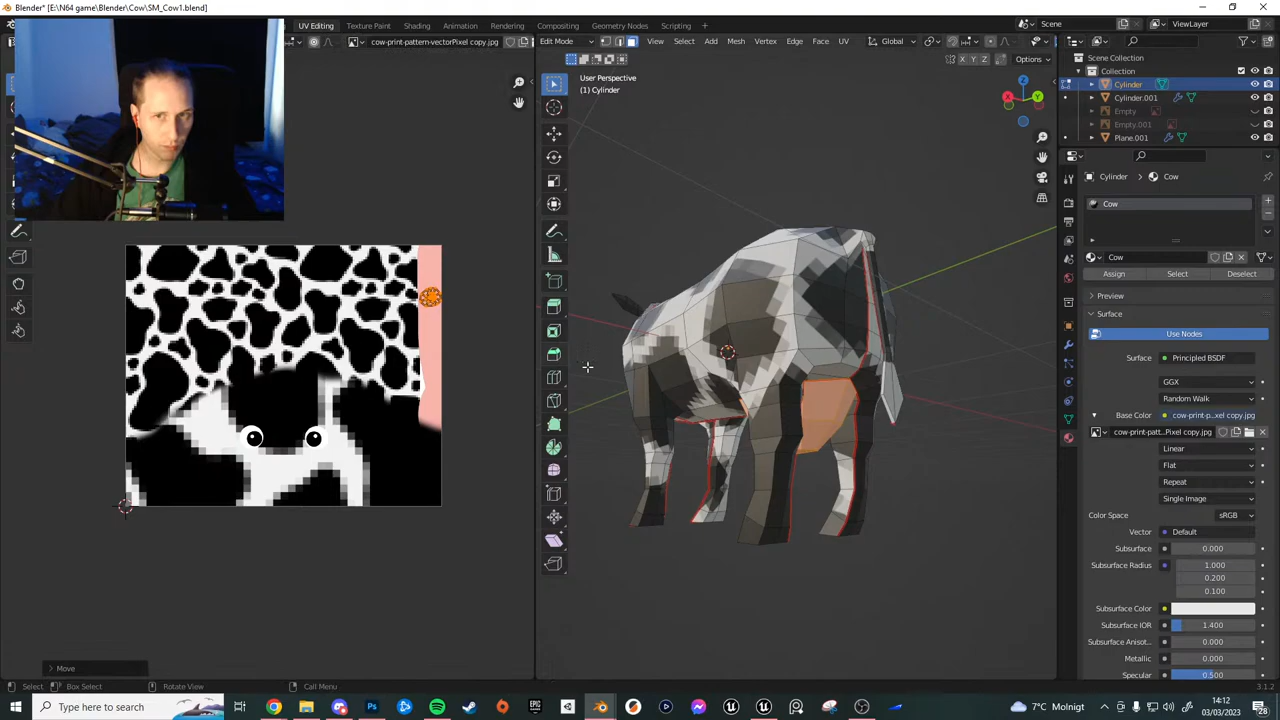 Blender* [E:\N64 game\Blender\Cow\SM_Cow1.blend]
UV Editing
Texture Paint
Shading
Animation
Rendering
Compositing
Geometry Nodes
Scripting
+
Scene
ViewLayer
cow-print-pattern-vectorPixel copy.jpg
Edit Mode
View
Select
Add
Mesh
Vertex
Edge
Face
UV
Global
X Y Z
Options
User Perspective
(1) Cylinder
X
Y
Z
Scene Collection
Collection
Cylinder
Cylinder.001
Empty
Empty.001
Plane.001
Cylinder
Cow
Cow
Cow
Assign
Select
Deselect
Preview
Surface
Use Nodes
Surface
Principled BSDF
GGX
Random Walk
Base Color
cow-print-p...xel copy.jpg
cow-print-patt...Pixel copy.jpg
Linear
Flat
Repeat
Single Image
Color Space
sRGB
Vector
Default
Subsurface
0.000
Subsurface Radius
1.000
0.200
0.100
Subsurface Color
Subsurface IOR
1.400
Subsurface Anisot...
0.000
Metallic
0.000
Specular
0.500
Move
Select
Box Select
Rotate View
Call Menu
3.1.2
Type here to search
7°C Molnigt
14:12
03/03/2023